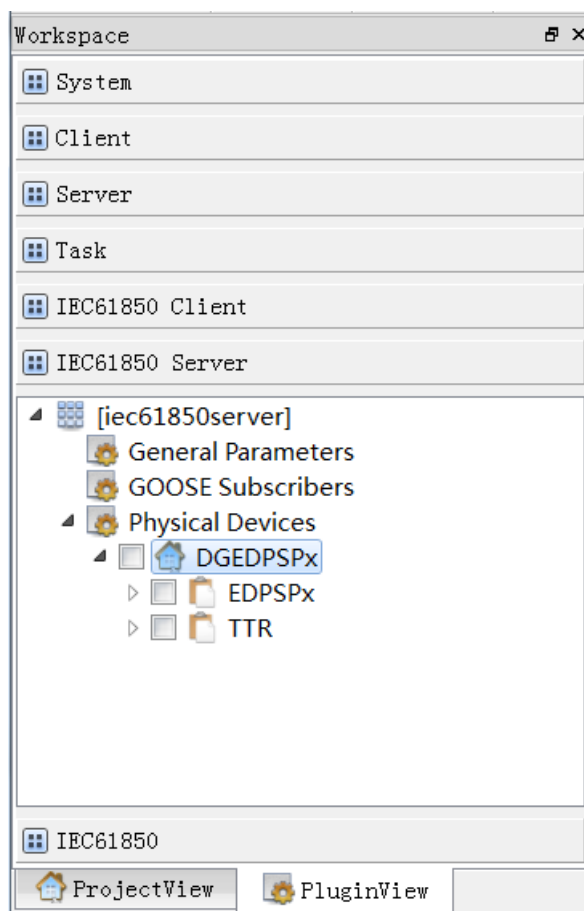 Workspace
System
Client
Server
Task
IEC61850 Client
IEC61850 Server
[iec61850server]
General Parameters
GOOSE Subscribers
Physical Devices
DGEDPSPx
EDPSPx
TTR
IEC61850
ProjectView PluginView